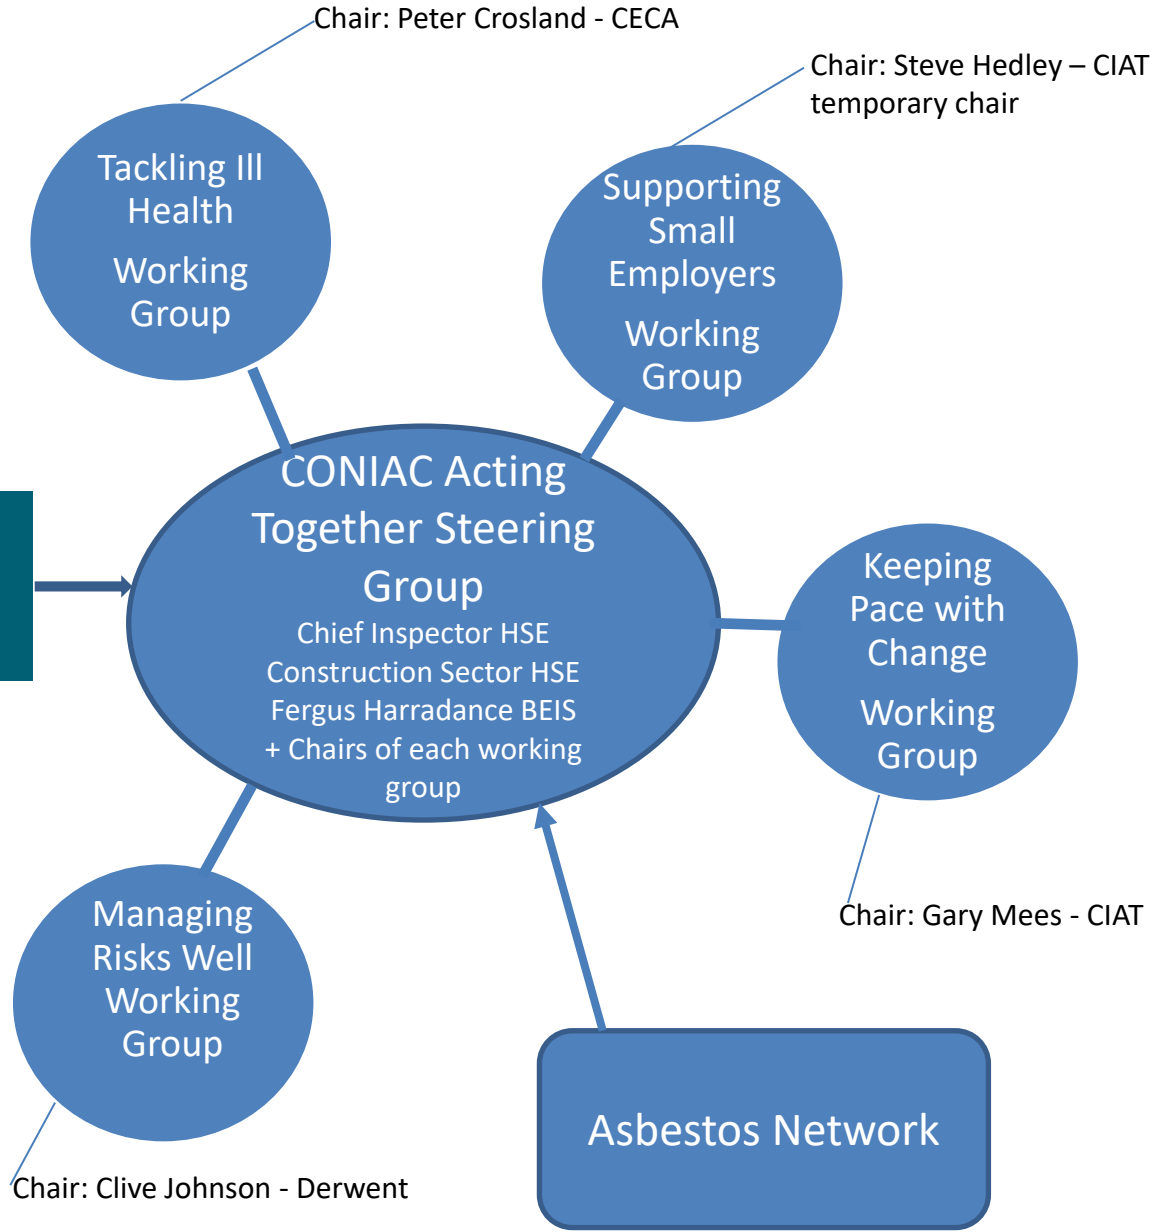 Chair: Peter Crosland - CECA
Chair: Steve Hedley – CIAT
temporary chair
Tackling Ill
Health
Working
Group
Supporting
Small
Employers
Working
Group
CONIAC Acting
Together Steering
Group
Chief Inspector HSE
Construction Sector HSE
Fergus Harradance BEIS
+ Chairs of each working
group
Keeping
Pace with
Change
Working
Group
Chair: Gary Mees - CIAT
Managing
Risks Well
Working
Group
Asbestos Network
Chair: Clive Johnson - Derwent